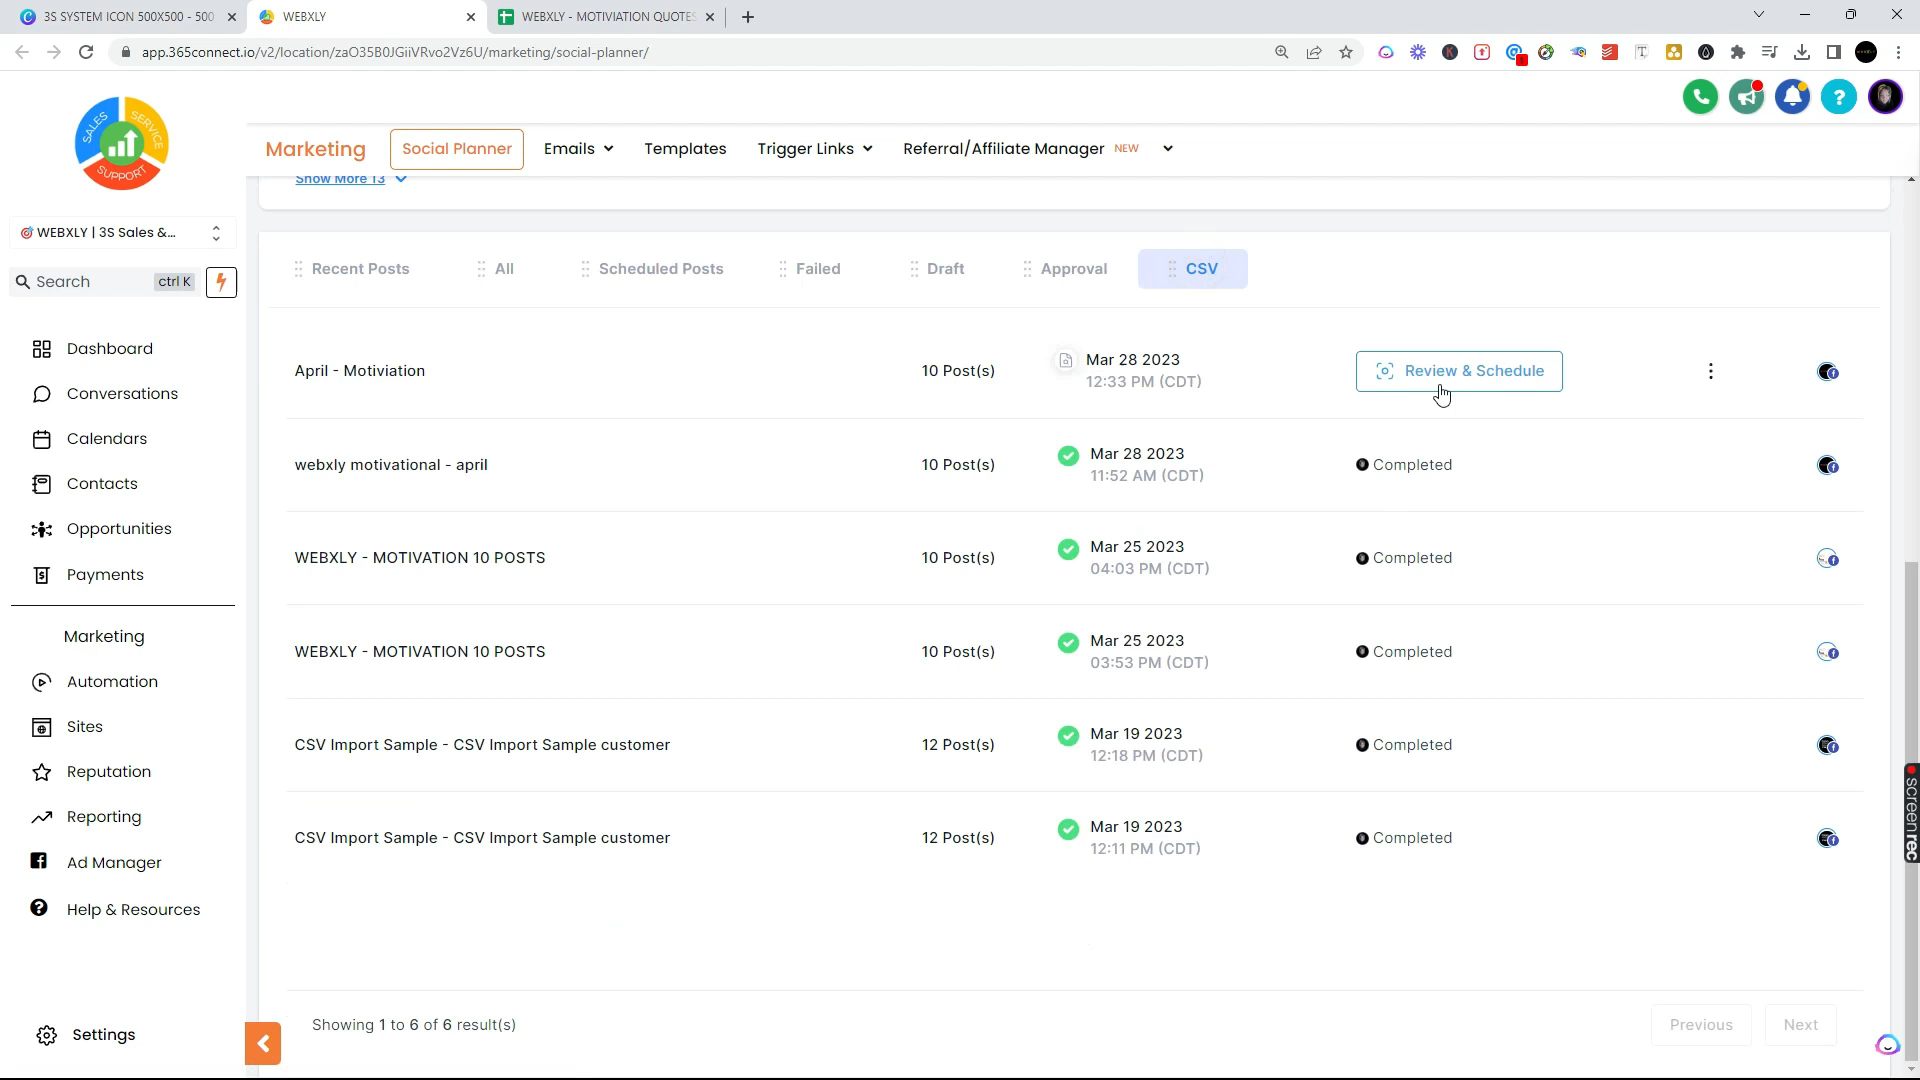 3S SYSTEM ICON 500X500 - 500
WEBXLY
WEBXLY - MOTIVIATION QUOTES
app.365connect.io/v2/location/zaO35B0JGiiVRvo2Vz6U/marketing/social-planner/
SALES
SERVICE
SUPPORT
Marketing
Social Planner
Emails
Templates
Trigger Links
Referral/Affiliate Manager NEW
Show More 13
WEBXLY | 3S Sales &...
Search
ctrl K
Recent Posts
All
Scheduled Posts
Failed
Draft
Approval
CSV
Dashboard
Conversations
Calendars
Contacts
Opportunities
Payments
Marketing
Automation
Sites
Reputation
Reporting
Ad Manager
Help & Resources
Settings
April - Motiviation
10 Post(s)
Mar 28 2023
12:33 PM (CDT)
Review & Schedule
webxly motivational - april
10 Post(s)
Mar 28 2023
11:52 AM (CDT)
Completed
WEBXLY - MOTIVATION 10 POSTS
10 Post(s)
Mar 25 2023
04:03 PM (CDT)
Completed
WEBXLY - MOTIVATION 10 POSTS
10 Post(s)
Mar 25 2023
03:53 PM (CDT)
Completed
CSV Import Sample - CSV Import Sample customer
12 Post(s)
Mar 19 2023
12:18 PM (CDT)
Completed
CSV Import Sample - CSV Import Sample customer
12 Post(s)
Mar 19 2023
12:11 PM (CDT)
Completed
Showing 1 to 6 of 6 result(s)
Previous
Next
screenrec